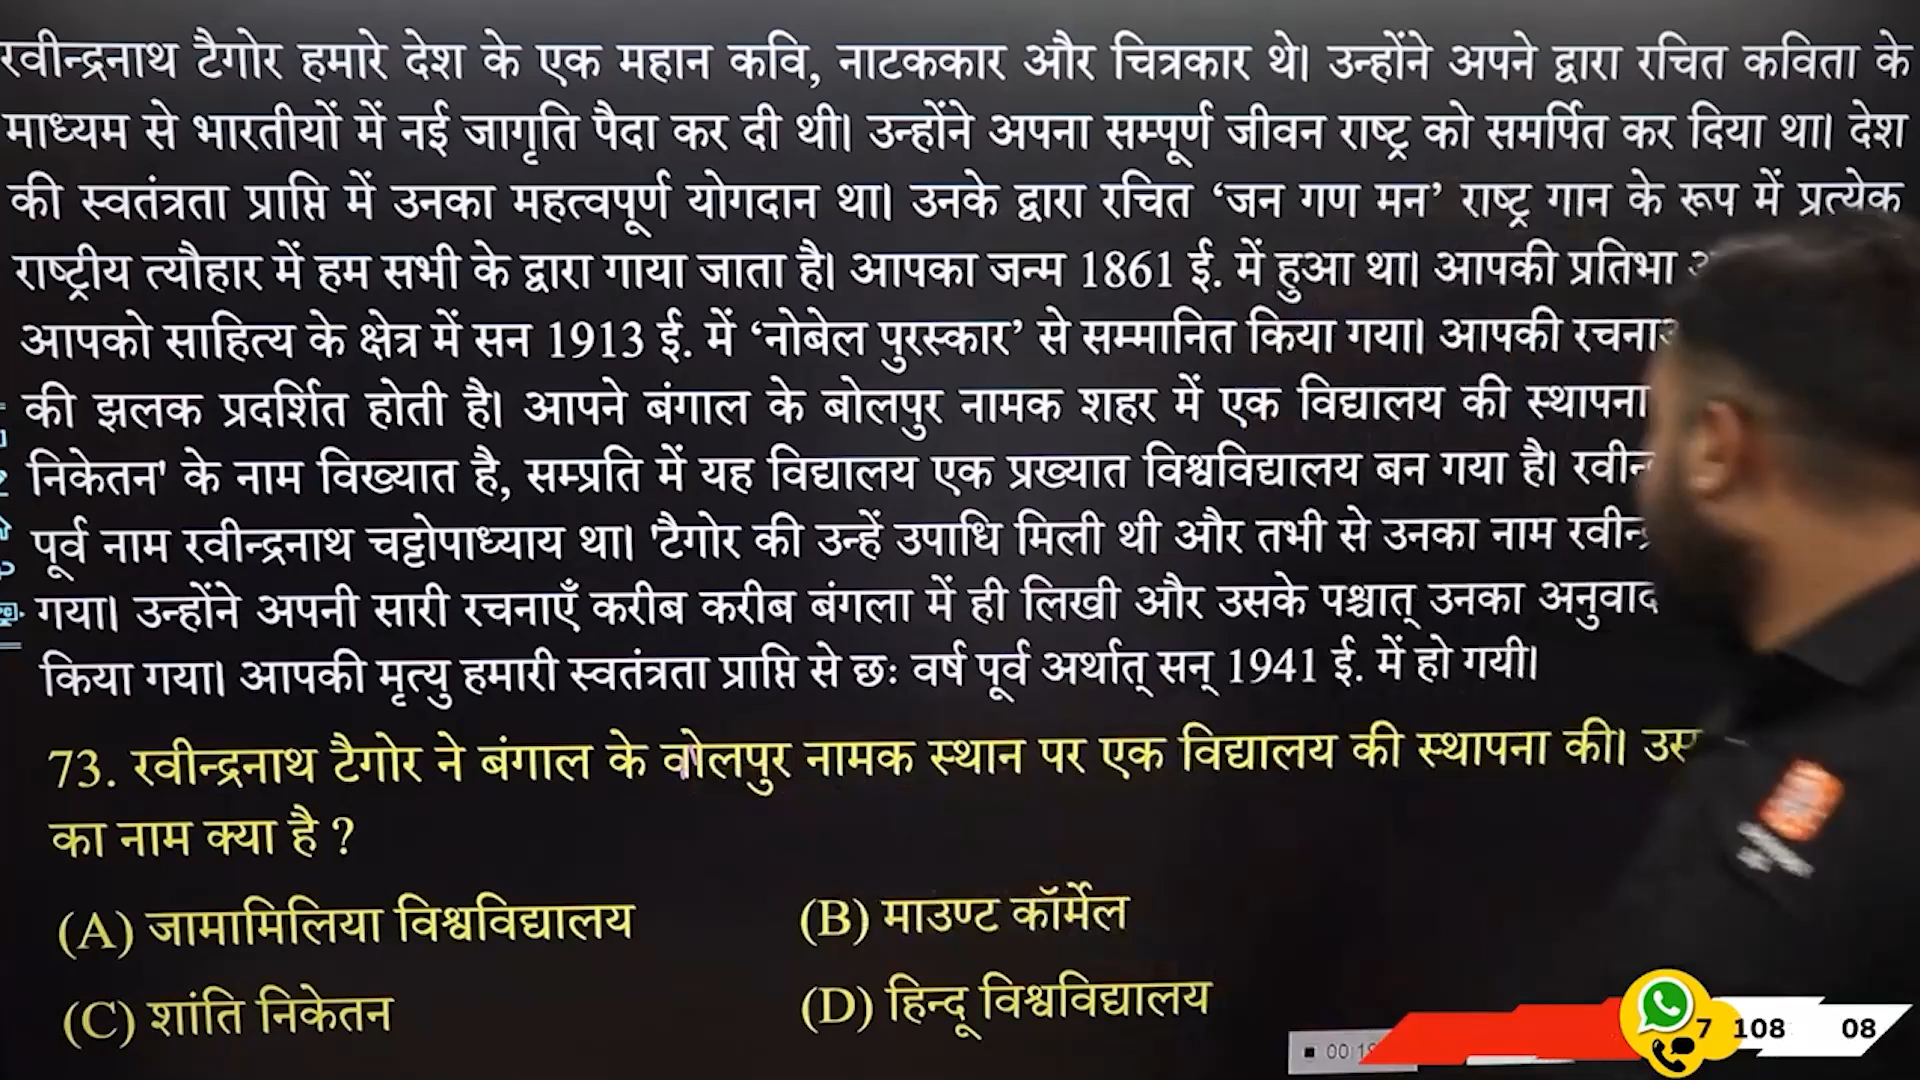 रवीन्द्रनाथ टैगोर हमारे देश के एक महान कवि, नाटककार और चित्रकार थे। उन्होंने अपने द्वारा रचित कविता के
माध्यम से भारतीयों में नई जागृति पैदा कर दी थी। उन्होंने अपना सम्पूर्ण जीवन राष्ट्र को समर्पित कर दिया था। देश
की स्वतंत्रता प्राप्ति में उनका महत्वपूर्ण योगदान था। उनके द्वारा रचित ‘जन गण मन’ राष्ट्र गान के रूप में प्रत्येक
राष्ट्रीय त्यौहार में हम सभी के द्वारा गाया जाता है। आपका जन्म 1861 ई. में हुआ था। आपकी प्रतिभा
आपको साहित्य के क्षेत्र में सन 1913 ई. में ‘नोबेल पुरस्कार’ से सम्मानित किया गया। आपकी
की झलक प्रदर्शित होती है। आपने बंगाल के बोलपुर नामक शहर में एक विद्यालय की स्थापना
निकेतन' के नाम विख्यात है, सम्प्रति में यह विद्यालय एक प्रख्यात विश्वविद्यालय बन गया है।
पूर्व नाम रवीन्द्रनाथ चट्टोपाध्याय था। 'टैगोर की उन्हें उपाधि मिली थी और तभी से उनका नाम
गया। उन्होंने अपनी सारी रचनाएँ करीब करीब बंगला में ही लिखी और उसके पश्चात् उनका अनुवाद
किया गया। आपकी मृत्यु हमारी स्वतंत्रता प्राप्ति से छः वर्ष पूर्व अर्थात् सन् 1941 ई. में हो गयी।
73. रवीन्द्रनाथ टैगोर ने बंगाल के वोलपुर नामक स्थान पर एक विद्यालय की स्थापना की।
का नाम क्या है ?
(A) जामामिलिया विश्वविद्यालय
(B) माउण्ट कॉर्मेल
(C) शांति निकेतन
(D) हिन्दू विश्वविद्यालय
7 108 08